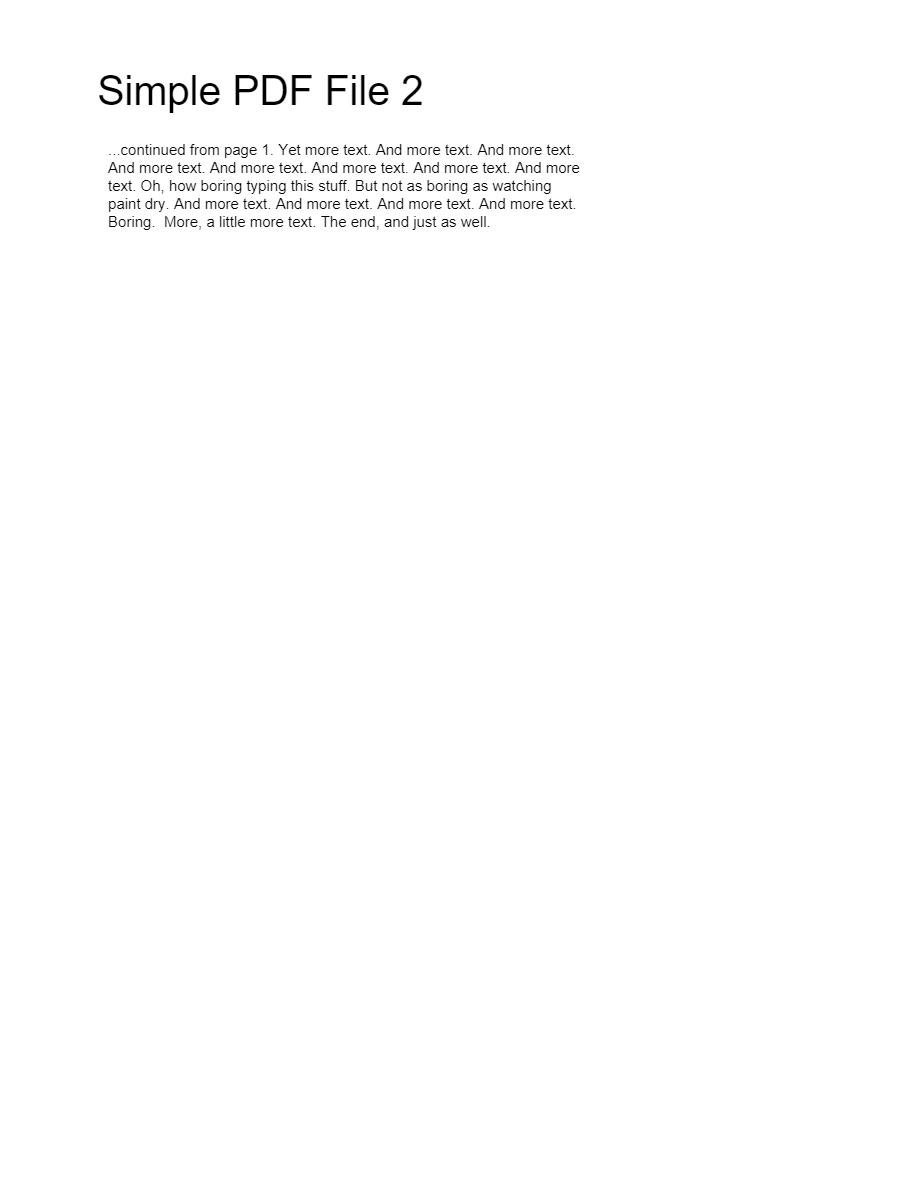 Simple PDF File 2
...continued from page 1. Yet more text. And more text. And more text.
And more text. And more text. And more text. And more text. And more
text. Oh, how boring typing this stuff. But not as boring as watching
paint dry. And more text. And more text. And more text. And more text.
Boring.  More, a little more text. The end, and just as well.